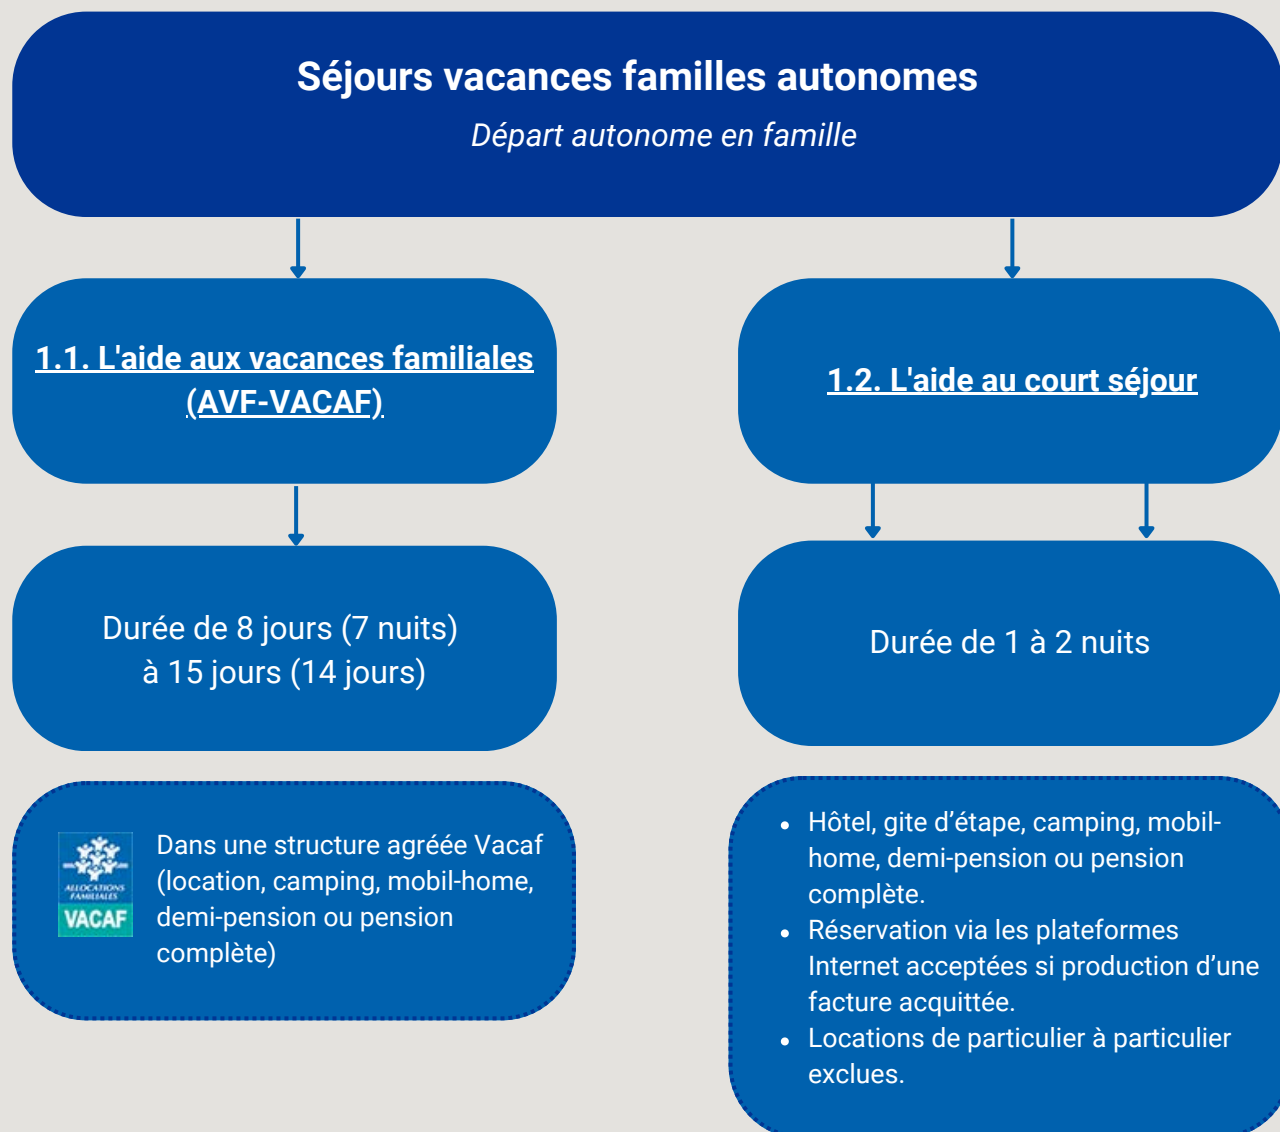 Séjours vacances familles autonomes
Départ autonome en famille
1.1. L'aide aux vacances familiales
(AVF-VACAF)
1.2. L'aide au court séjour
Durée de 8 jours (7 nuits)
à 15 jours (14 jours)
Durée de 1 à 2 nuits
ALLOCATIONS
FAMILIALES
VACAF
Dans une structure agréée Vacaf
(location, camping, mobil-home,
demi-pension ou pension
complète)
• Hôtel, gite d’étape, camping, mobil-
home, demi-pension ou pension
complète.
• Réservation via les plateformes
Internet acceptées si production d’une
facture acquittée.
• Locations de particulier à particulier
exclues.